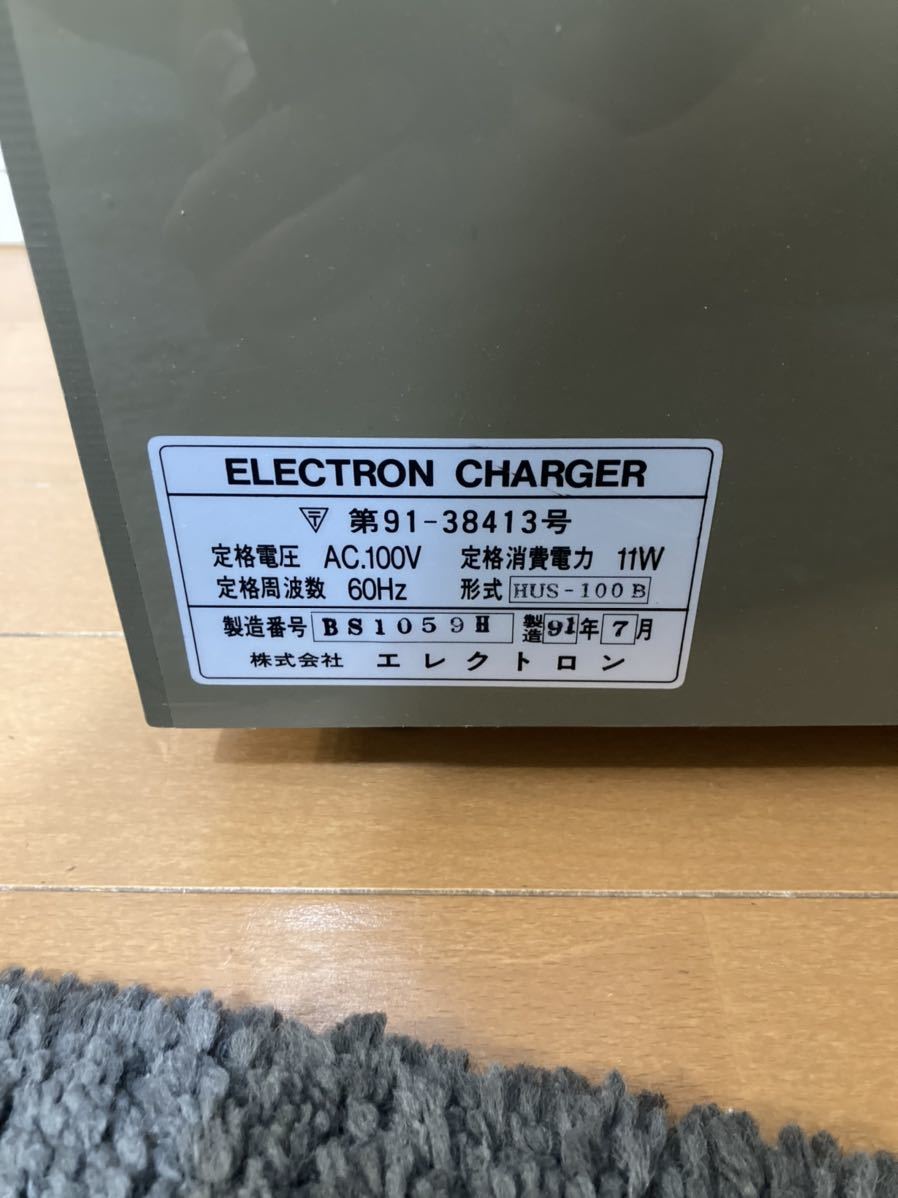 ELECTRON CHARGER
〒 第91-38413号
定格電圧 AC.100V 定格消費電力 11W
定格周波数 60Hz 形式 HUS-100B
製造番号 BS1059H 製造 91年 7月
株式会社 エレクトロン